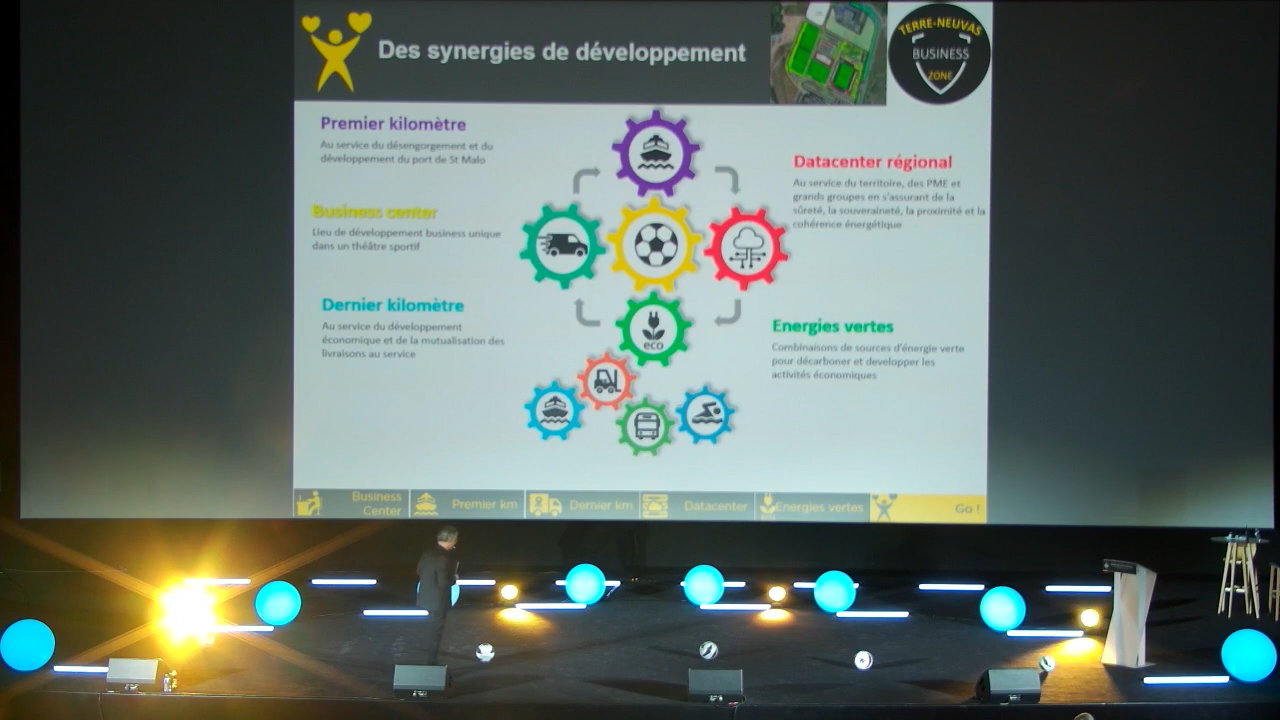 Des synergies de développement
TERRE-NEUVAS
BUSINESS
ZONE
Premier kilomètre
Au service du désengorgement et du
développement du port de St Malo
Business center
Lieu de développement business unique
dans un théâtre sportif
Dernier kilomètre
Au service du développement
économique et de la mutualisation des
livraisons au service
Datacenter régional
Au service du territoire, des PME et
grands groupes en s'assurant de la
sûreté, la souveraineté, la proximité et la
cohérence énergétique
Energies vertes
Combinaisons de sources d'énergie verte
pour décarboner et developper les
activités économiques
eco
Business
Center
Premier km
Dernier km
Datacenter
Energies vertes
Go !